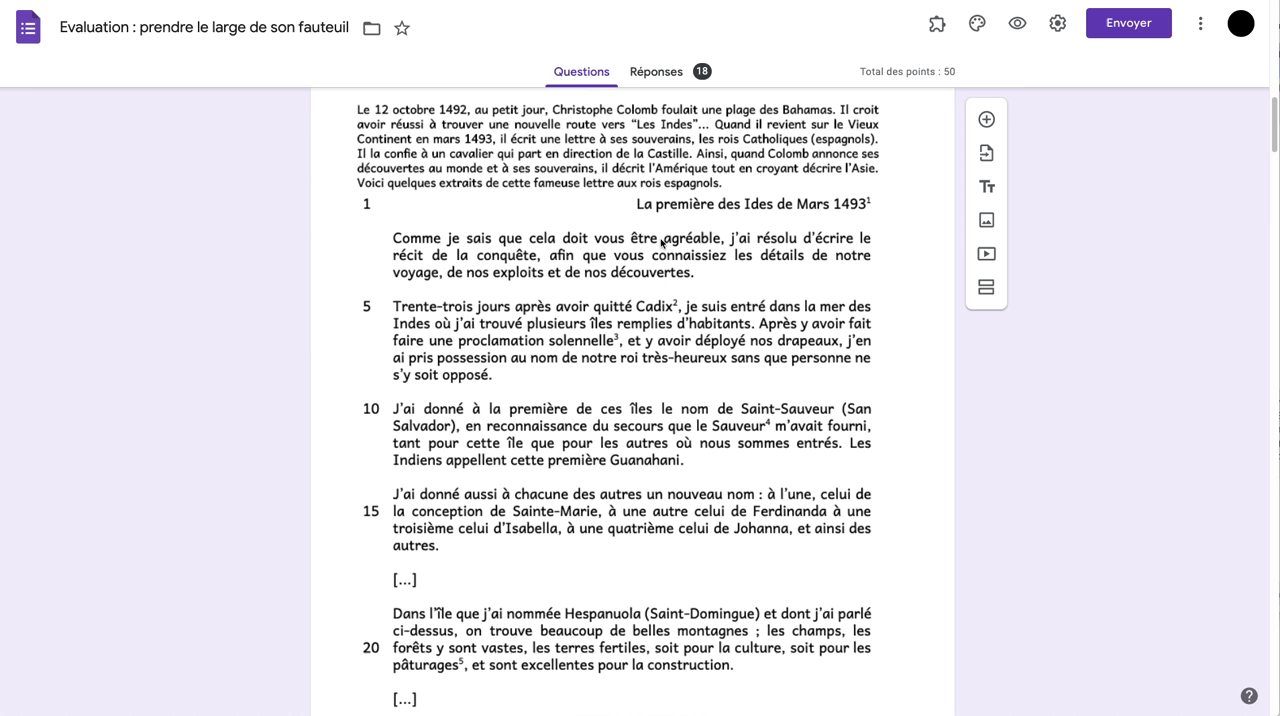 Evaluation : prendre le large de son fauteuil
Envoyer
Questions
Réponses 18
Total des points : 50
Le 12 octobre 1492, au petit jour, Christophe Colomb foulait une plage des Bahamas. Il croit
avoir réussi à trouver une nouvelle route vers “Les Indes”... Quand il revient sur le Vieux
Continent en mars 1493, il écrit une lettre à ses souverains, les rois Catholiques (espagnols).
Il la confie à un cavalier qui part en direction de la Castille. Ainsi, quand Colomb annonce ses
découvertes au monde et à ses souverains, il décrit l’Amérique tout en croyant décrire l’Asie.
Voici quelques extraits de cette fameuse lettre aux rois espagnols.
1 La première des Ides de Mars 1493¹
Comme je sais que cela doit vous être agréable, j’ai résolu d’écrire le
récit de la conquête, afin que vous connaissiez les détails de notre
voyage, de nos exploits et de nos découvertes.
5 Trente-trois jours après avoir quitté Cadix², je suis entré dans la mer des
Indes où j’ai trouvé plusieurs îles remplies d’habitants. Après y avoir fait
faire une proclamation solennelle³, et y avoir déployé nos drapeaux, j’en
ai pris possession au nom de notre roi très-heureux sans que personne ne
s’y soit opposé.
10 J’ai donné à la première de ces îles le nom de Saint-Sauveur (San
Salvador), en reconnaissance du secours que le Sauveur⁴ m’avait fourni,
tant pour cette île que pour les autres où nous sommes entrés. Les
Indiens appellent cette première Guanahani.
J’ai donné aussi à chacune des autres un nouveau nom : à l’une, celui de
15 la conception de Sainte-Marie, à une autre celui de Ferdinanda à une
troisième celui d’Isabella, à une quatrième celui de Johanna, et ainsi des
autres.
[...]
Dans l’île que j’ai nommée Hespanuola (Saint-Domingue) et dont j’ai parlé
ci-dessus, on trouve beaucoup de belles montagnes ; les champs, les
20 forêts y sont vastes, les terres fertiles, soit pour la culture, soit pour les
pâturages⁵, et sont excellentes pour la construction.
[...]